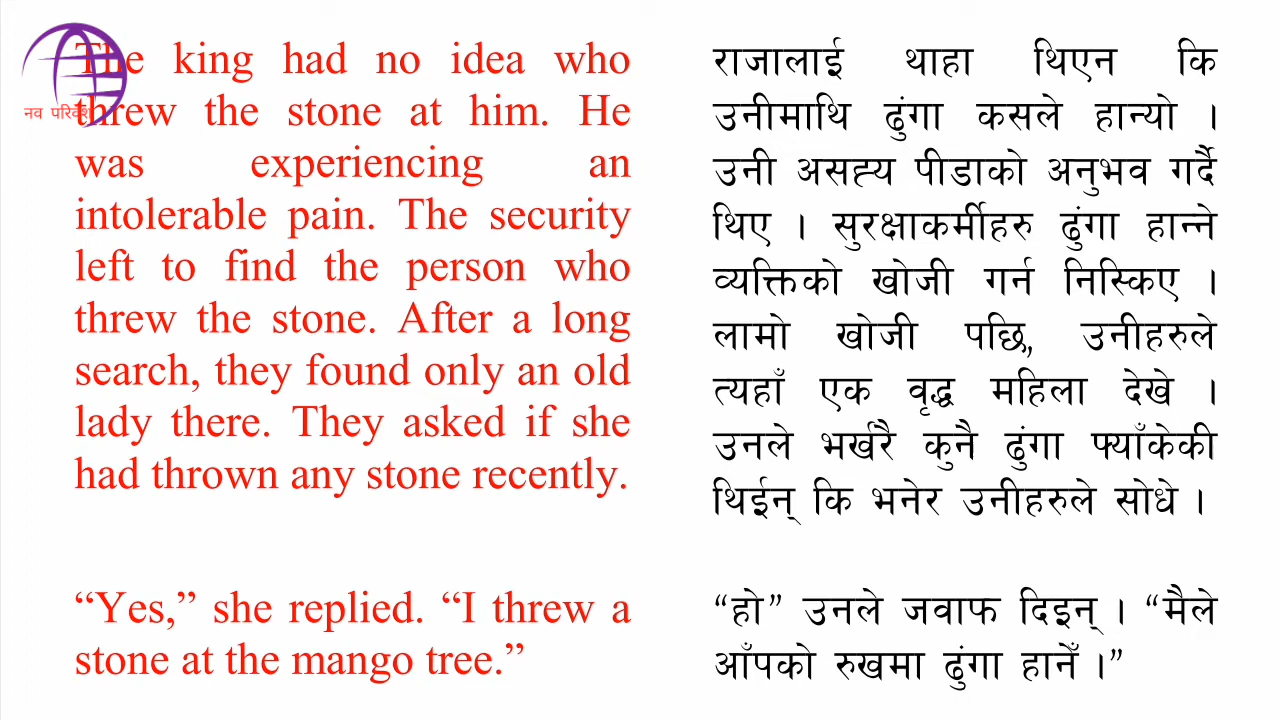 The king had no idea who
threw the stone at him. He
was experiencing an
intolerable pain. The security
left to find the person who
threw the stone. After a long
search, they found only an old
lady there. They asked if she
had thrown any stone recently.
“Yes,” she replied. “I threw a
stone at the mango tree.”
राजालाई थाहा थिएन कि
उनीमाथि ढुंगा कसले हान्यो ।
उनी असह्य पीडाको अनुभव गर्दै
थिए । सुरक्षाकर्मीहरु ढुंगा हान्ने
व्यक्तिको खोजी गर्न निस्किए ।
लामो खोजी पछि, उनीहरुले
त्यहाँ एक वृद्ध महिला देखे ।
उनले भर्खरै कुनै ढुंगा फ्याँकेकी
थिईन् कि भनेर उनीहरुले सोधे ।
“हो” उनले जवाफ दिइन् । “मैले
आँपको रुखमा ढुंगा हानेँ ।”
नव परिवेश